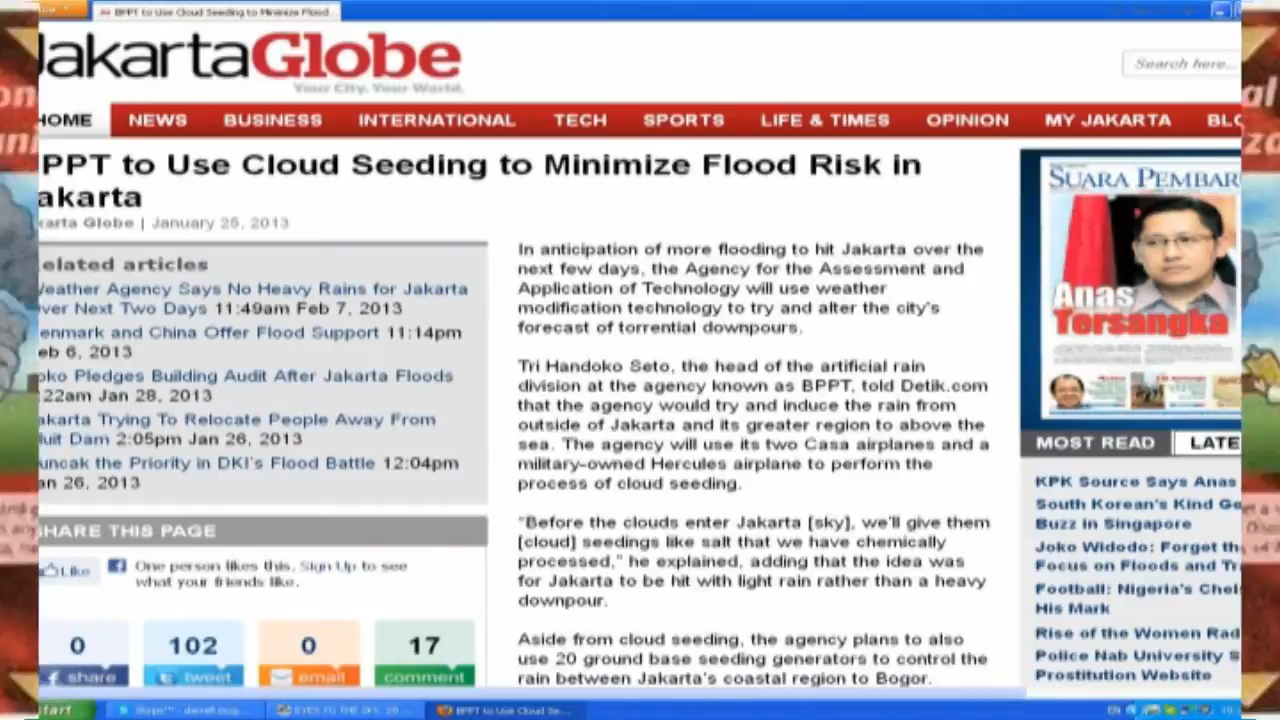 BPPT to Use Cloud Seeding to Minimize Flood
JakartaGlobe
Your City. Your World.
Search here...
HOME NEWS BUSINESS INTERNATIONAL TECH SPORTS LIFE & TIMES OPINION MY JAKARTA BLO
PPT to Use Cloud Seeding to Minimize Flood Risk in
akarta
arta Globe | January 25, 2013
elated articles
eather Agency Says No Heavy Rains for Jakarta
ver Next Two Days 11:49am Feb 7, 2013
enmark and China Offer Flood Support 11:14pm
eb 6, 2013
oko Pledges Building Audit After Jakarta Floods
22am Jan 28, 2013
akarta Trying To Relocate People Away From
uit Dam 2:05pm Jan 26, 2013
uncak the Priority in DKI's Flood Battle 12:04pm
an 26, 2013
HARE THIS PAGE
Like
One person likes this. Sign Up to see
what your friends like.
0 102 0 17
share tweet email comment
In anticipation of more flooding to hit Jakarta over the
next few days, the Agency for the Assessment and
Application of Technology will use weather
modification technology to try and alter the city's
forecast of torrential downpours.
Tri Handoko Seto, the head of the artificial rain
division at the agency known as BPPT, told Detik.com
that the agency would try and induce the rain from
outside of Jakarta and its greater region to above the
sea. The agency will use its two Casa airplanes and a
military-owned Hercules airplane to perform the
process of cloud seeding.
"Before the clouds enter Jakarta [sky], we'll give them
[cloud] seedings like salt that we have chemically
processed," he explained, adding that the idea was
for Jakarta to be hit with light rain rather than a heavy
downpour.
Aside from cloud seeding, the agency plans to also
use 20 ground base seeding generators to control the
rain between Jakarta's coastal region to Bogor.
SUARA PEMBAR
Anas
Tersangka
MOST READ LATE
KPK Source Says Anas
South Korean's Kind Ge
Buzz in Singapore
Joko Widodo: Forget th
Focus on Floods and Tr
Football: Nigeria's Chel
His Mark
Rise of the Women Rad
Police Nab University S
Prostitution Website
BPPT to Use Cloud Se...
EN